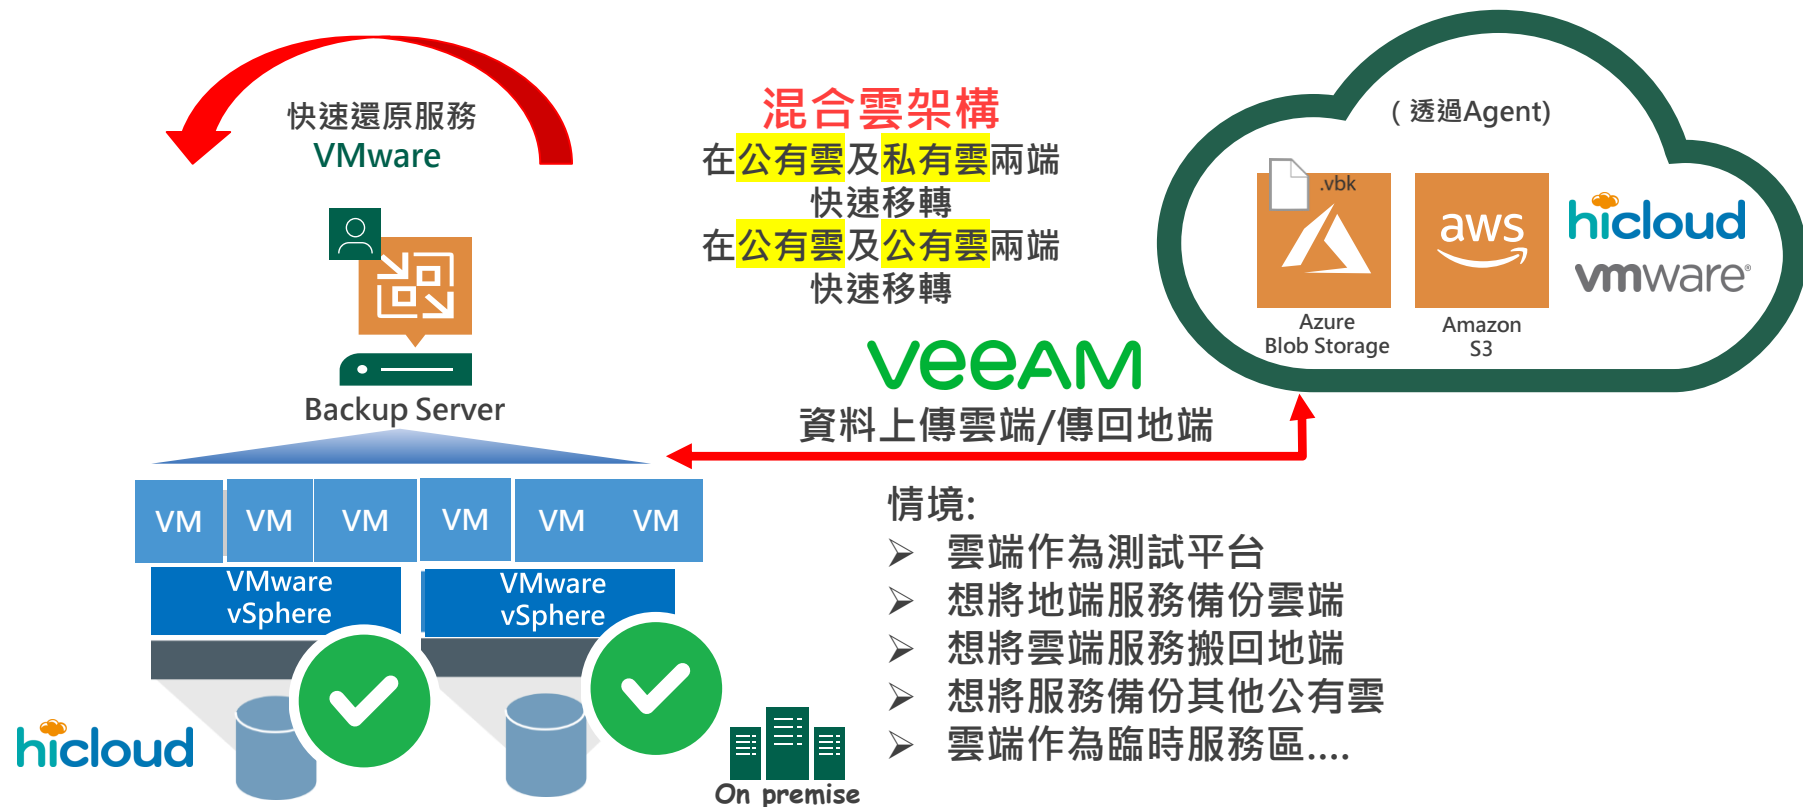 快速還原服務
VMware
Backup Server
VM
VM
VM
VM
VM
VM
VMware
vSphere
VMware
vSphere
hicloud
On premise
混合雲架構
在公有雲及私有雲兩端
快速移轉
在公有雲及公有雲兩端
快速移轉
veeAM
資料上傳雲端/傳回地端
情境:
➢ 雲端作為測試平台
➢ 想將地端服務備份雲端
➢ 想將雲端服務搬回地端
➢ 想將服務備份其他公有雲
➢ 雲端作為臨時服務區....
( 透過Agent)
.vbk
Azure
Blob Storage
aws
Amazon
S3
hicloud
vmware®